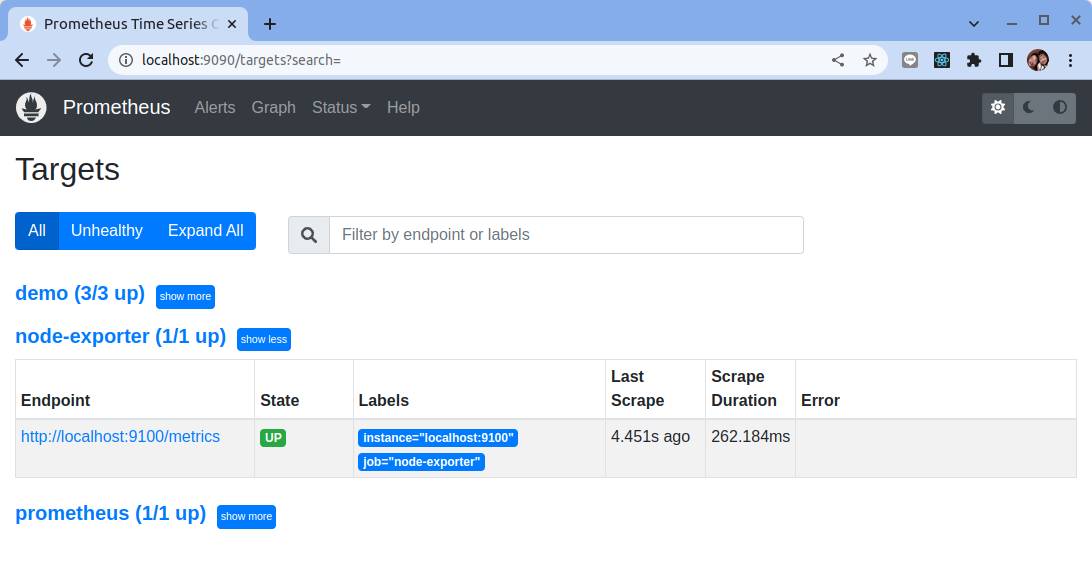 Prometheus Time Series C
localhost:9090/targets?search=
Prometheus Alerts Graph Status Help
Targets
All Unhealthy Expand All Filter by endpoint or labels
demo (3/3 up) show more
node-exporter (1/1 up) show less
Endpoint State Labels Last Scrape Scrape Duration Error
http://localhost:9100/metrics UP instance="localhost:9100" 4.451s ago 262.184ms
job="node-exporter"
prometheus (1/1 up) show more